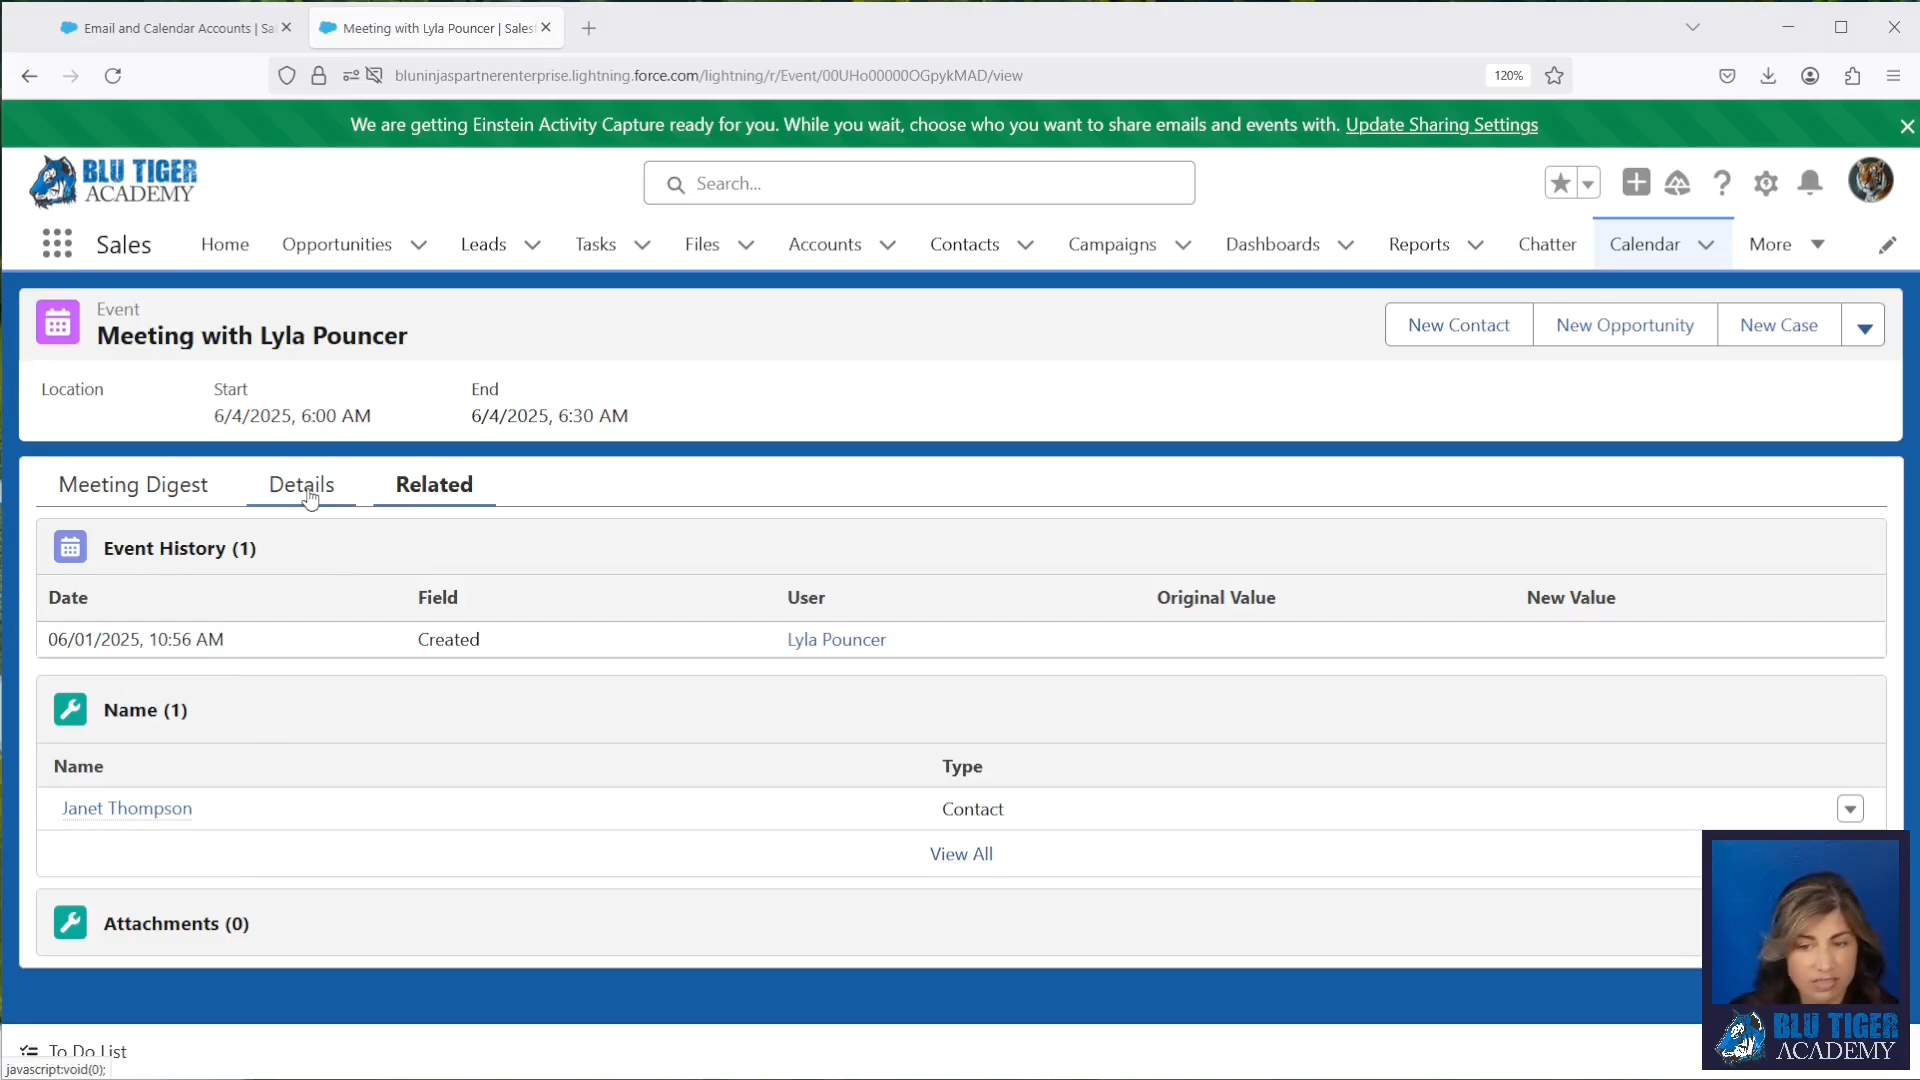 Email and Calendar Accounts | Sa
Meeting with Lyla Pouncer | Sales
bluninjaspartnerenterprise.lightning.force.com/lightning/r/Event/00UHo00000OGpykMAD/view
120%
We are getting Einstein Activity Capture ready for you. While you wait, choose who you want to share emails and events with. Update Sharing Settings
BLU TIGER
ACADEMY
Search...
Sales
Home
Opportunities
Leads
Tasks
Files
Accounts
Contacts
Campaigns
Dashboards
Reports
Chatter
Calendar
More
Event
Meeting with Lyla Pouncer
New Contact
New Opportunity
New Case
Location
Start
End
6/4/2025, 6:00 AM
6/4/2025, 6:30 AM
Meeting Digest
Details
Related
Event History (1)
Date
Field
User
Original Value
New Value
06/01/2025, 10:56 AM
Created
Lyla Pouncer
Name (1)
Name
Type
Janet Thompson
Contact
View All
Attachments (0)
BLU TIGER
ACADEMY
To Do List
javascript:void(0);